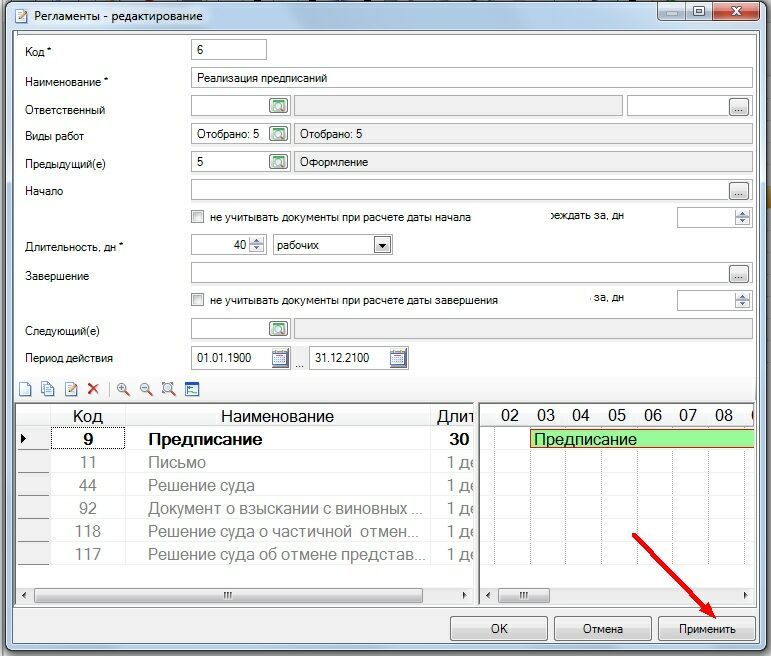 Регламенты - редактирование
Код * 6
Наименование * Реализация предписаний
Ответственный ...
Виды работ Отобрано: 5 Отобрано: 5
Предыдущий(е) 5 Оформление
Начало ...
не учитывать документы при расчете даты начала реждать за, дн
Длительность, дн * 40 рабочих
Завершение ...
не учитывать документы при расчете даты завершения за, дн
Следующий(е)
Период действия 01.01.1900 ... 31.12.2100
Код Наименование Длит 02 03 04 05 06 07 08
9 Предписание 30 Предписание
11 Письмо 1 де
44 Решение суда 1 де
92 Документ о взыскании с виновных ... 1 де
118 Решение суда о частичной отмен... 1 де
117 Решение суда об отмене представ... 1 де
OK Отмена Применить